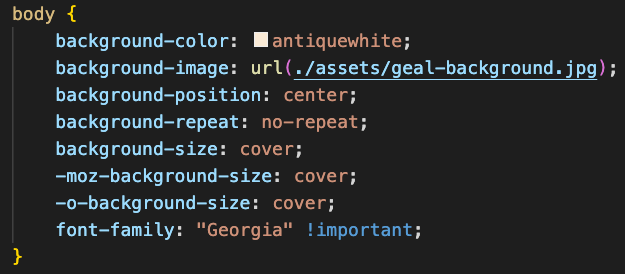 body {
    background-color: antiquewhite;
    background-image: url(./assets/geal-background.jpg);
    background-position: center;
    background-repeat: no-repeat;
    background-size: cover;
    -moz-background-size: cover;
    -o-background-size: cover;
    font-family: "Georgia" !important;
}